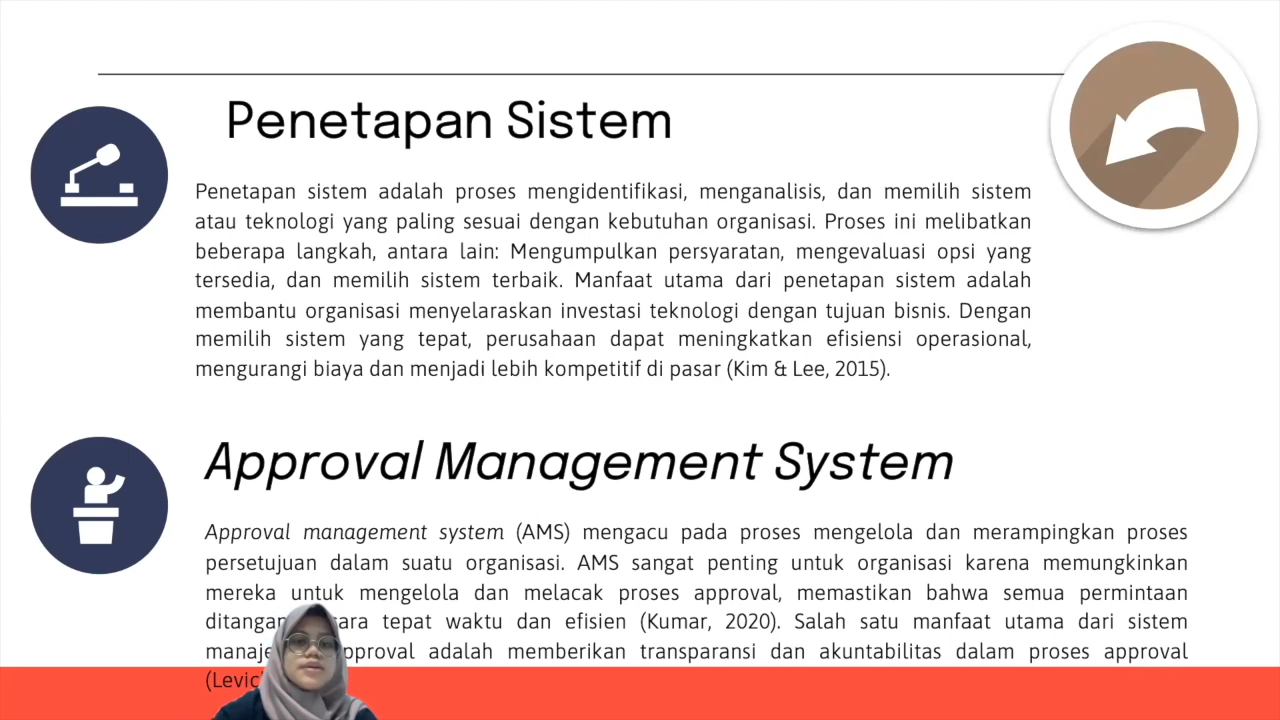 Penetapan Sistem
Penetapan sistem adalah proses mengidentifikasi, menganalisis, dan memilih sistem
atau teknologi yang paling sesuai dengan kebutuhan organisasi. Proses ini melibatkan
beberapa langkah, antara lain: Mengumpulkan persyaratan, mengevaluasi opsi yang
tersedia, dan memilih sistem terbaik. Manfaat utama dari penetapan sistem adalah
membantu organisasi menyelaraskan investasi teknologi dengan tujuan bisnis. Dengan
memilih sistem yang tepat, perusahaan dapat meningkatkan efisiensi operasional,
mengurangi biaya dan menjadi lebih kompetitif di pasar (Kim & Lee, 2015).
Approval Management System
Approval management system (AMS) mengacu pada proses mengelola dan merampingkan proses
persetujuan dalam suatu organisasi. AMS sangat penting untuk organisasi karena memungkinkan
mereka untuk mengelola dan melacak proses approval, memastikan bahwa semua permintaan
tepat waktu dan efisien (Kumar, 2020). Salah satu manfaat utama dari sistem
adalah memberikan transparansi dan akuntabilitas dalam proses approval